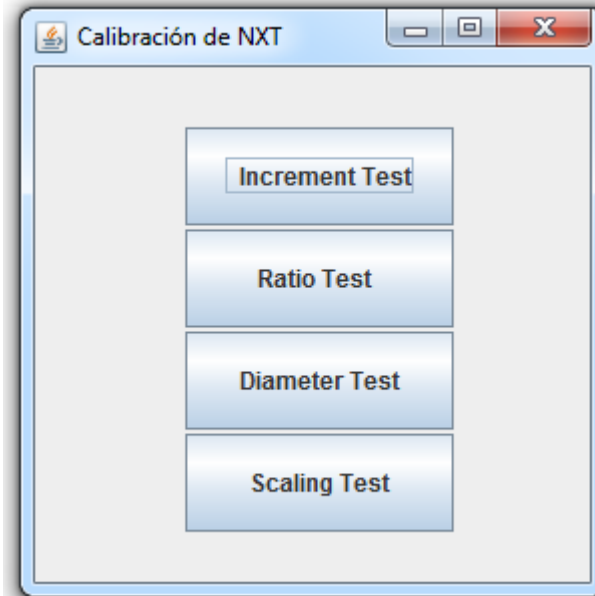 Calibración de NXT
Increment Test
Ratio Test
Diameter Test
Scaling Test